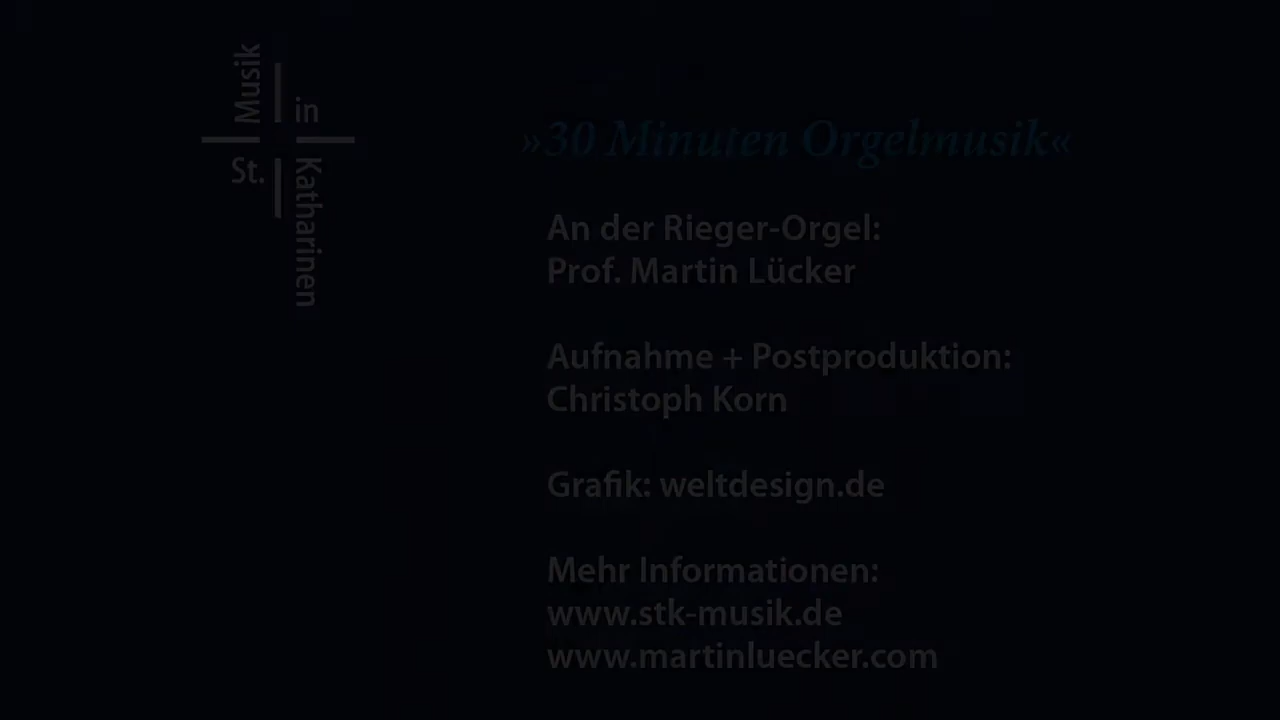 Musik
in
St.
Katharinen
»30 Minuten Orgelmusik«
An der Rieger-Orgel:
Prof. Martin Lücker
Aufnahme + Postproduktion:
Christoph Korn
Grafik: weltdesign.de
Mehr Informationen:
www.stk-musik.de
www.martinluecker.com